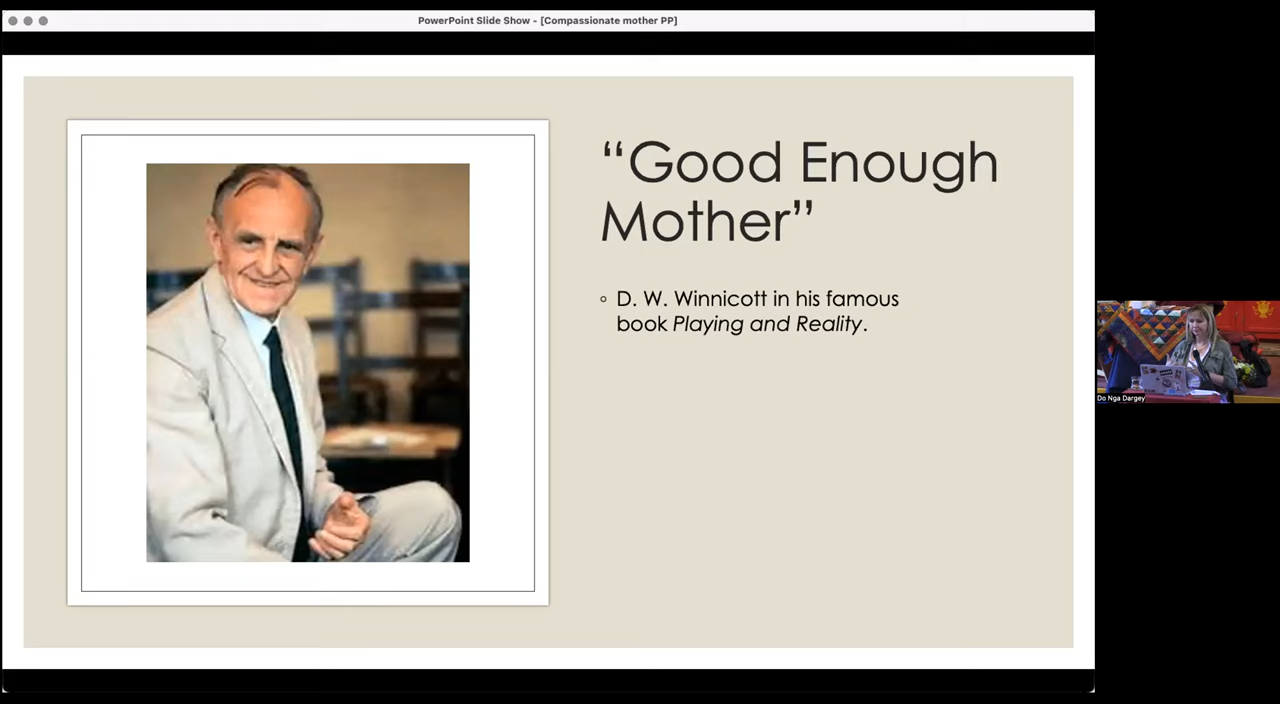 PowerPoint Slide Show - [Compassionate mother PP]
“Good Enough
Mother”
D. W. Winnicott in his famous
book Playing and Reality.
Do Nga Dargey